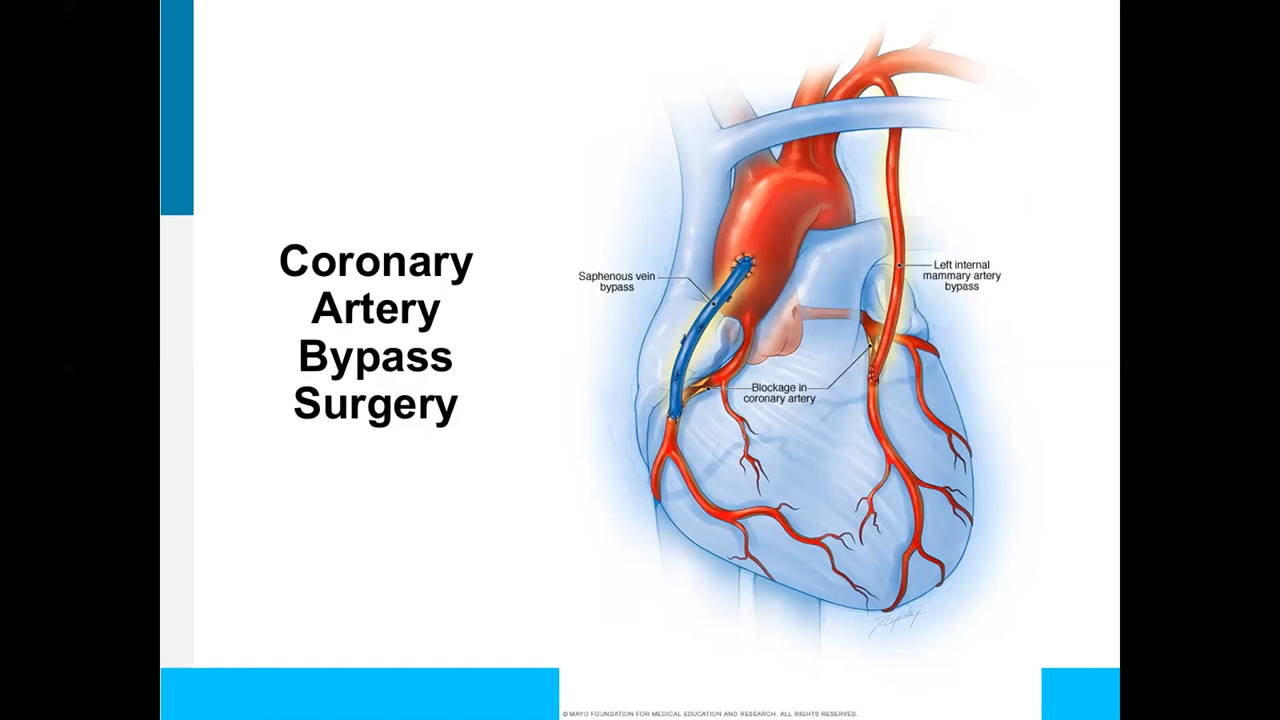 Coronary
Artery
Bypass
Surgery
Saphenous vein
bypass
Left internal
mammary artery
bypass
Blockage in
coronary artery
© MAYO FOUNDATION FOR MEDICAL EDUCATION AND RESEARCH. ALL RIGHTS RESERVED.